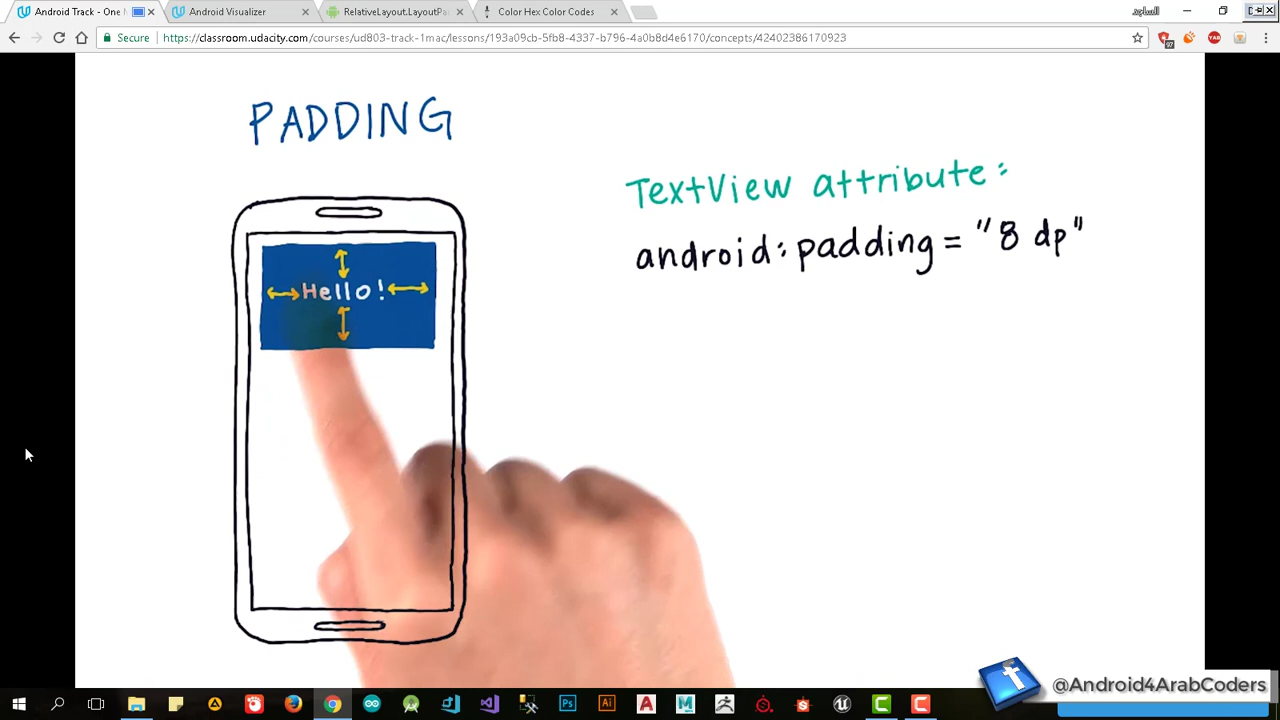 Android Track - One
Android Visualizer
RelativeLayout.LayoutPa
Color Hex Color Codes
Secure
https://classroom.udacity.com/courses/ud803-track-1mac/lessons/193a09cb-5fb8-4337-b796-4a0b8d4e6170/concepts/42402386170923
PADDING
TextView attribute:
android:padding = "8 dp"
Hello!
@Android4ArabCoders